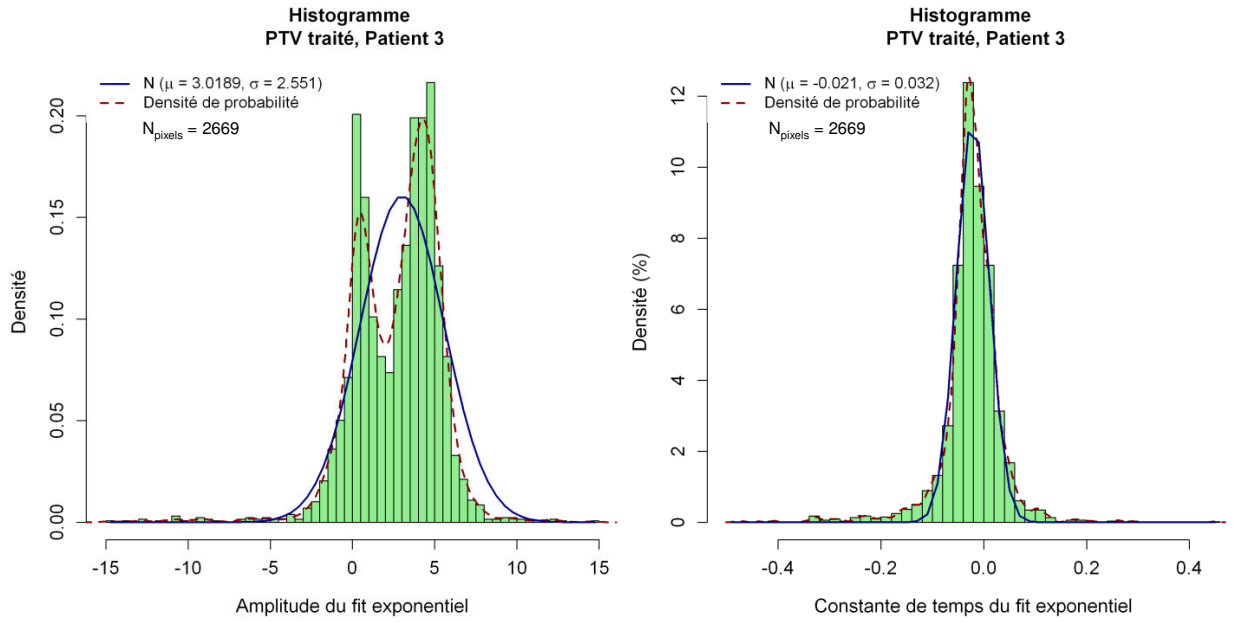 Histogramme
PTV traité, Patient 3
N (μ = 3.0189, σ = 2.551)
Densité de probabilité
Npixels = 2669
Densité
0.00
0.05
0.10
0.15
0.20
-15
-10
-5
0
5
10
15
Amplitude du fit exponentiel
Histogramme
PTV traité, Patient 3
N (μ = -0.021, σ = 0.032)
Densité de probabilité
Npixels = 2669
Densité (%)
0
2
4
6
8
10
12
-0.4
-0.2
0.0
0.2
0.4
Constante de temps du fit exponentiel